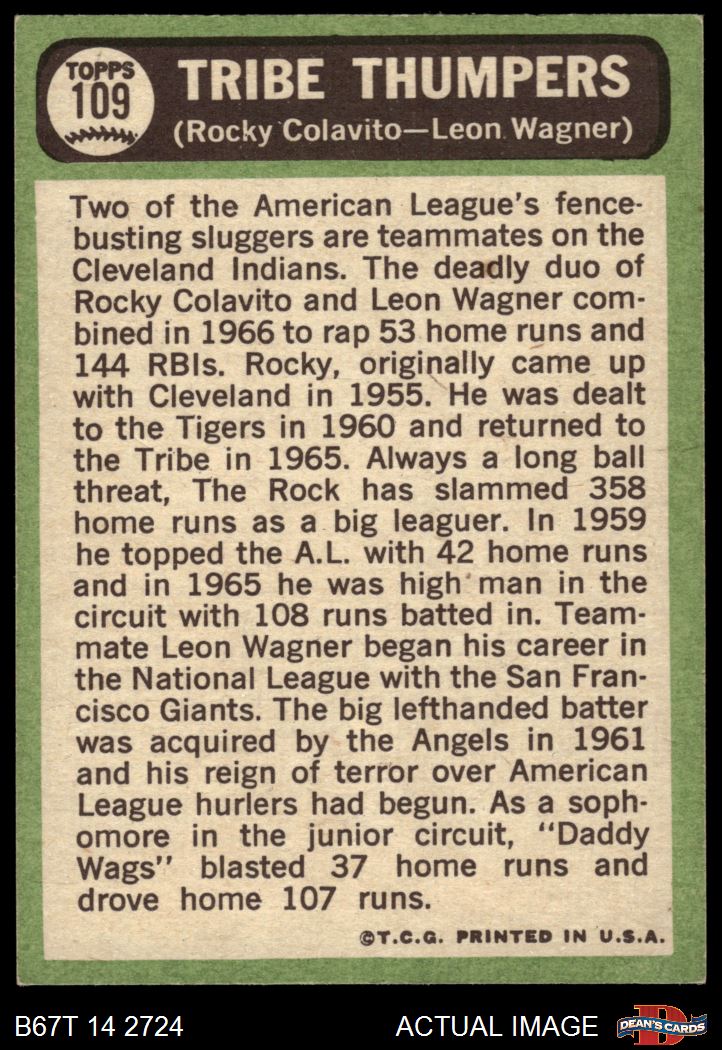 TOPPS
109
TRIBE THUMPERS
(Rocky Colavito—Leon Wagner)
Two of the American League's fence-
busting sluggers are teammates on the
Cleveland Indians. The deadly duo of
Rocky Colavito and Leon Wagner com-
bined in 1966 to rap 53 home runs and
144 RBIs. Rocky, originally came up
with Cleveland in 1955. He was dealt
to the Tigers in 1960 and returned to
the Tribe in 1965. Always a long ball
threat, The Rock has slammed 358
home runs as a big leaguer. In 1959
he topped the A.L. with 42 home runs
and in 1965 he was high man in the
circuit with 108 runs batted in. Team-
mate Leon Wagner began his career in
the National League with the San Fran-
cisco Giants. The big lefthanded batter
was acquired by the Angels in 1961
and his reign of terror over American
League hurlers had begun. As a soph-
omore in the junior circuit, "Daddy
Wags" blasted 37 home runs and
drove home 107 runs.
©T.C.G. PRINTED IN U.S.A.
B67T 14 2724
ACTUAL IMAGE
D
DEAN'S CARDS